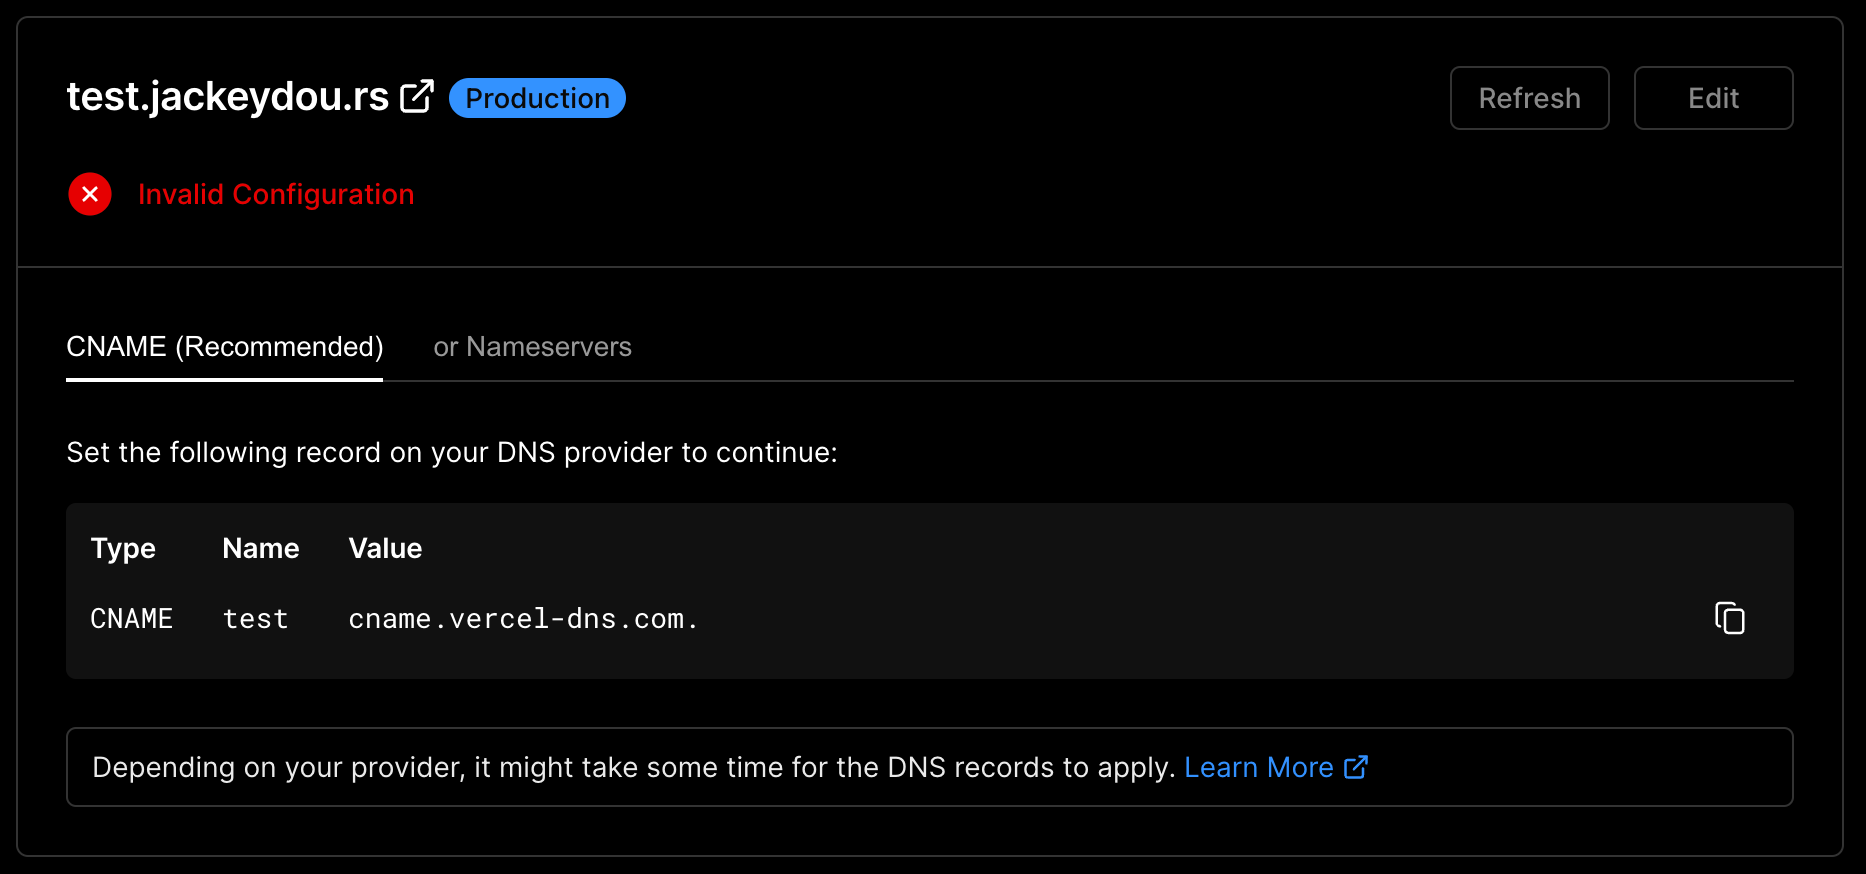 test.jackeydou.rs Production Refresh Edit
Invalid Configuration
CNAME (Recommended) or Nameservers
Set the following record on your DNS provider to continue:
Type Name Value
CNAME test cname.vercel-dns.com.
Depending on your provider, it might take some time for the DNS records to apply. Learn More